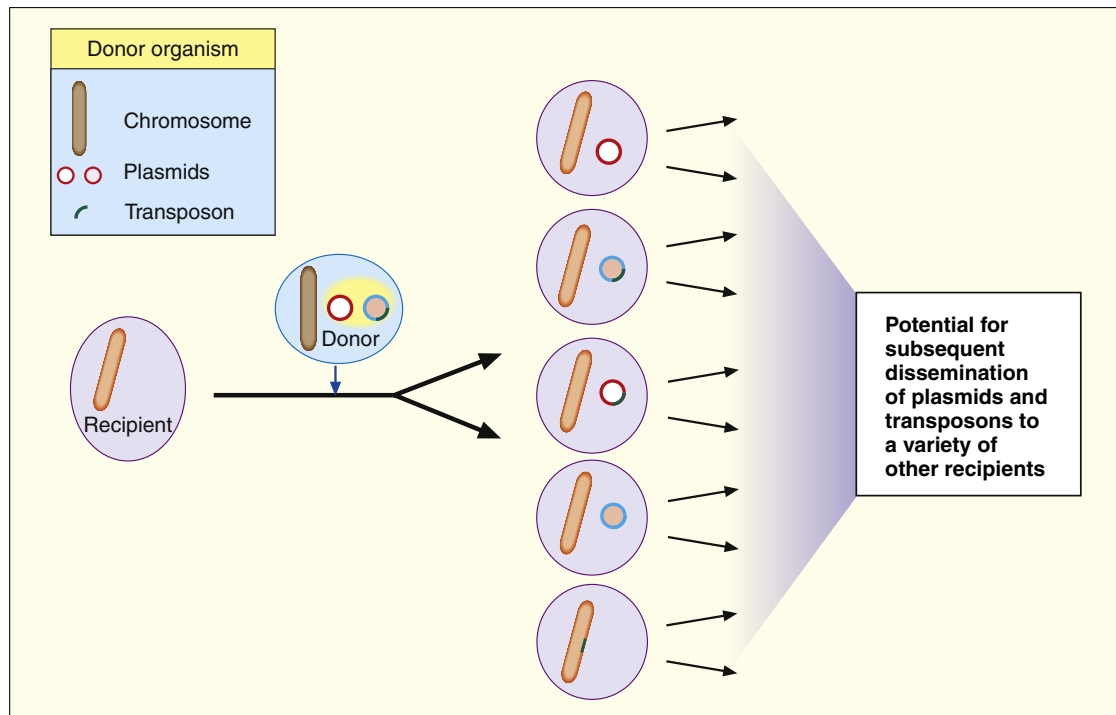 Donor organism
Chromosome
Plasmids
Transposon
Donor
Recipient
Potential for
subsequent
dissemination
of plasmids and
transposons to
a variety of
other recipients